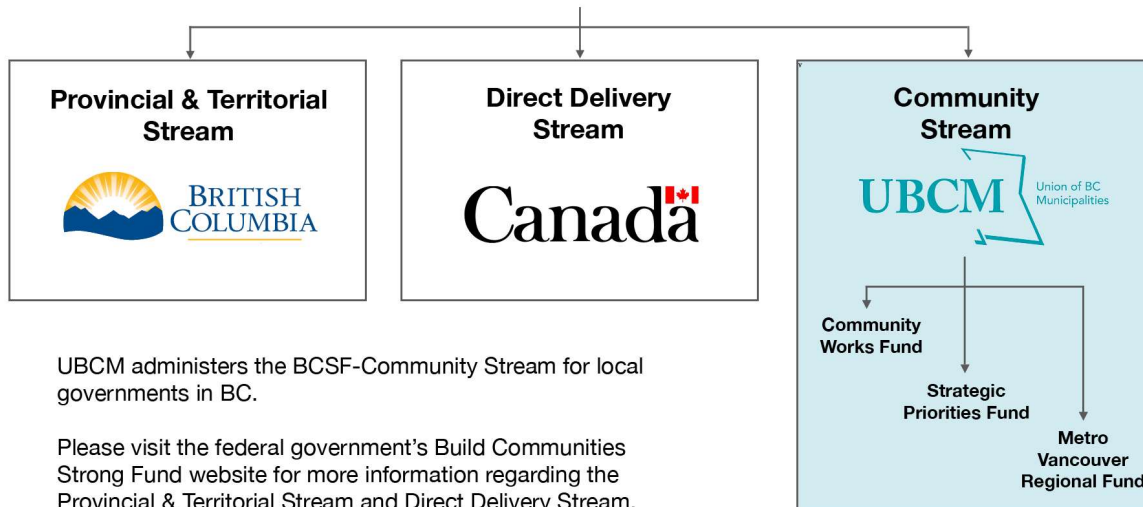 Provincial & Territorial
Stream
BRITISH
COLUMBIA
Direct Delivery
Stream
Canada
Community
Stream
UBCM
Union of BC
Municipalities
Community
Works Fund
Strategic
Priorities Fund
Metro
Vancouver
Regional Fund
UBCM administers the BCSF-Community Stream for local
governments in BC.
Please visit the federal government’s Build Communities
Strong Fund website for more information regarding the
Provincial & Territorial Stream and Direct Delivery Stream.